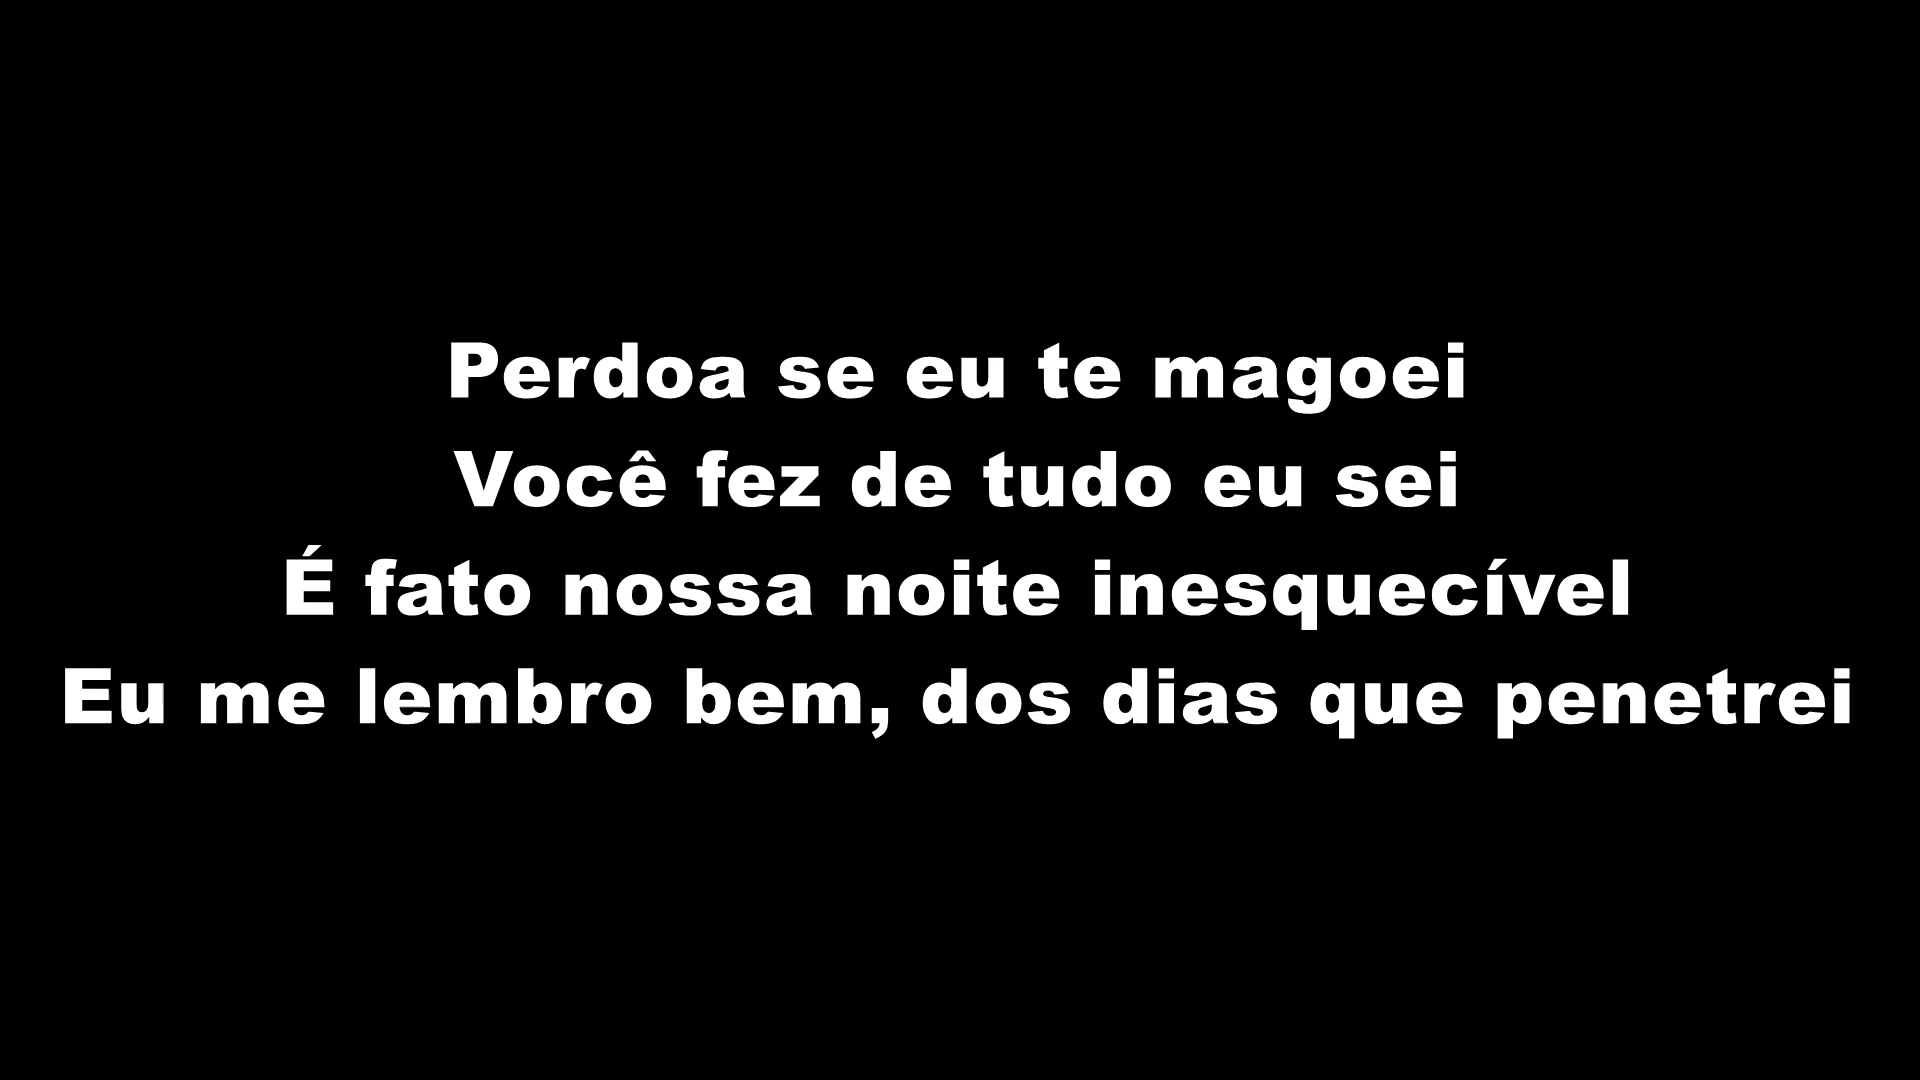 Perdoa se eu te magoei
Você fez de tudo eu sei
É fato nossa noite inesquecível
Eu me lembro bem, dos dias que penetrei